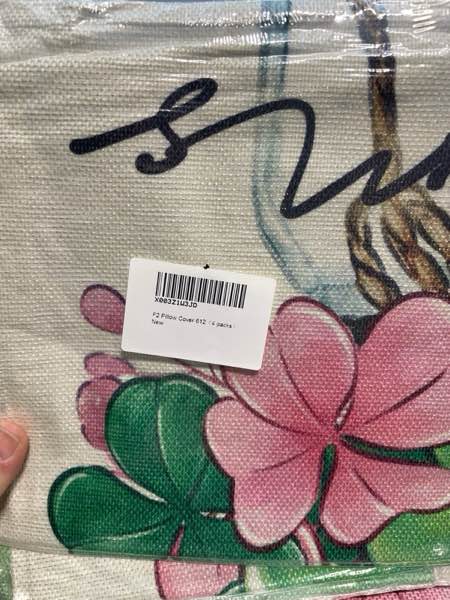 X003Z1W3JD
F2 Pillow Cover 612 ( 4 packs )
New